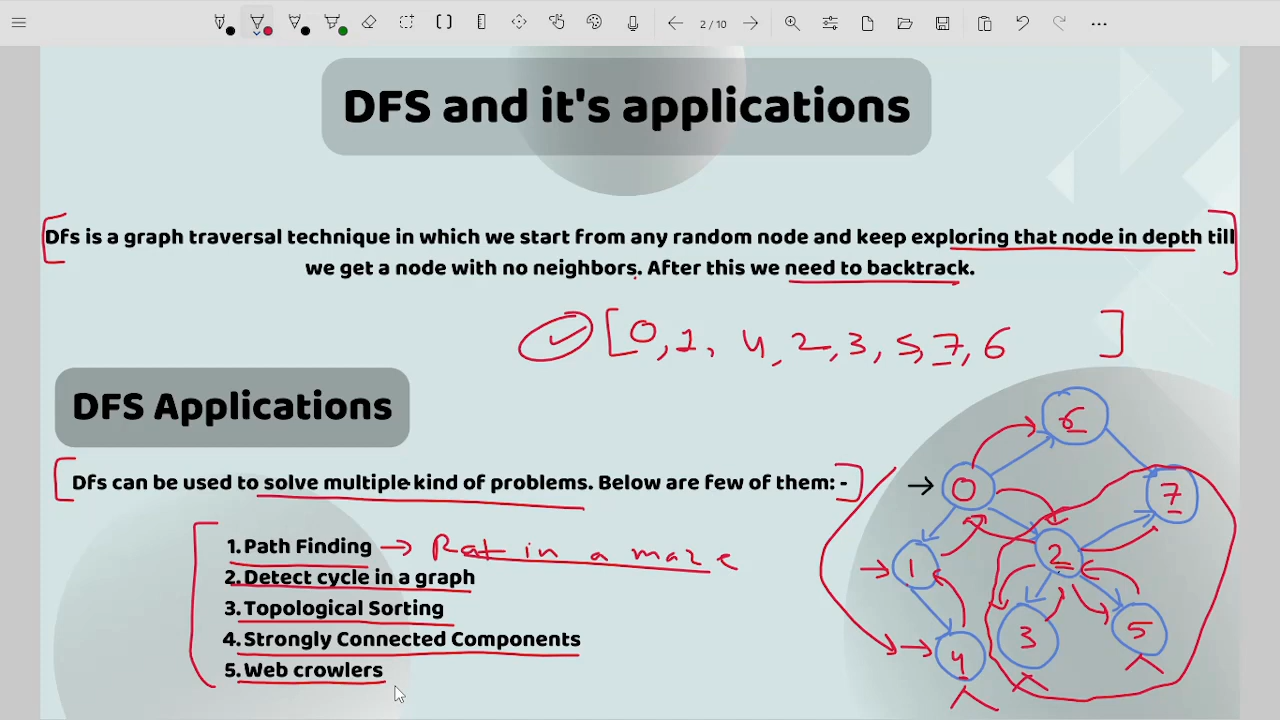 2 / 10
DFS and it's applications
Dfs is a graph traversal technique in which we start from any random node and keep exploring that node in depth till
we get a node with no neighbors. After this we need to backtrack.
[0, 1, 4, 2, 3, 5, 7, 6 ]
DFS Applications
Dfs can be used to solve multiple kind of problems. Below are few of them: -
1. Path Finding → Rat in a maze
2. Detect cycle in a graph
3. Topological Sorting
4. Strongly Connected Components
5. Web crowlers
6
0
7
2
1
3
5
4